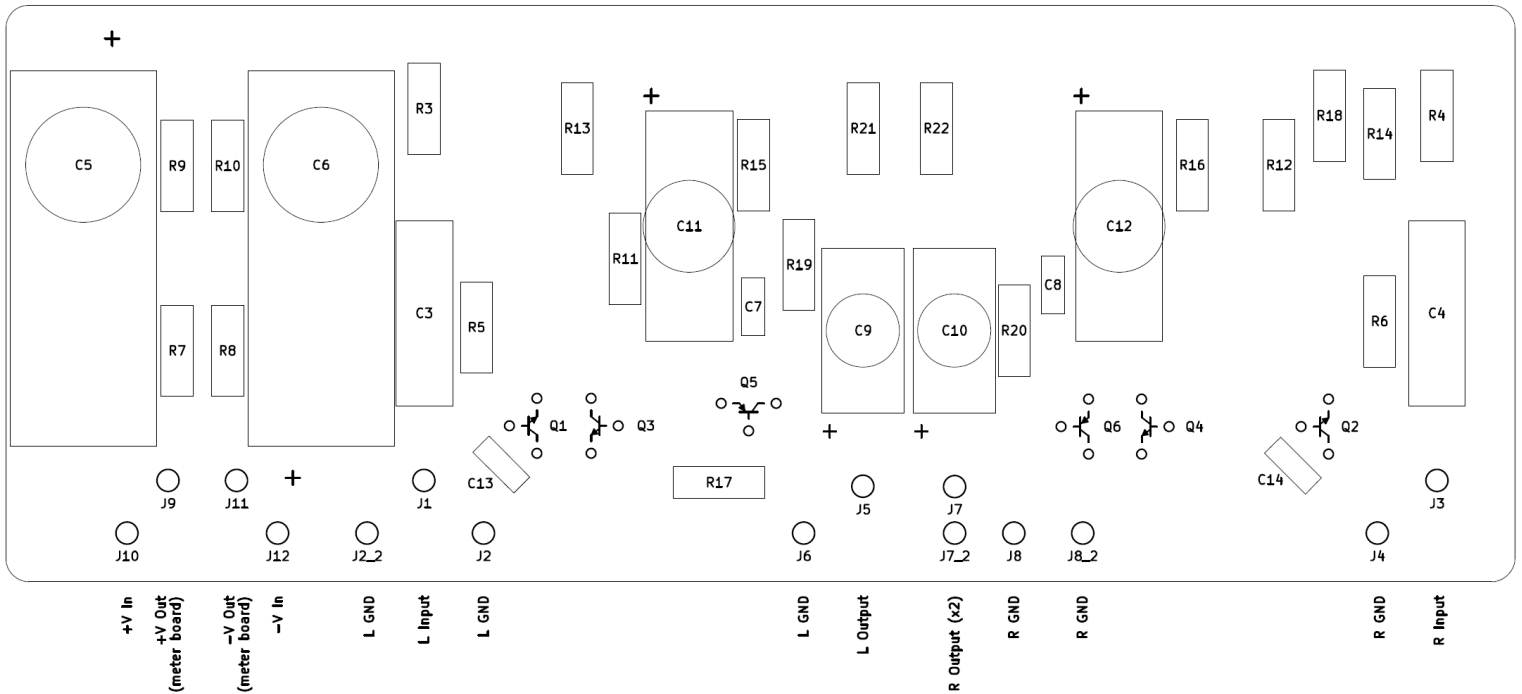 +
C5
R9
R10
C6
R3
R13
+
C11
R15
R21
R22
+
C12
R16
R12
R18
R14
R4
R11
R19
C3
R5
C7
C9
C10
R20
C8
R6
C4
R7
R8
Q5
Q1
Q3
+
+
Q6
Q4
Q2
C13
R17
C14
+
J9
J11
J1
J5
J7
J3
J10
J12
J2_2
J2
J6
J7_2
J8
J8_2
J4
+V In
+V Out
(meter board)
-V Out
(meter board)
-V In
L GND
L Input
L GND
L GND
L Output
R Output (x2)
R GND
R GND
R GND
R Input